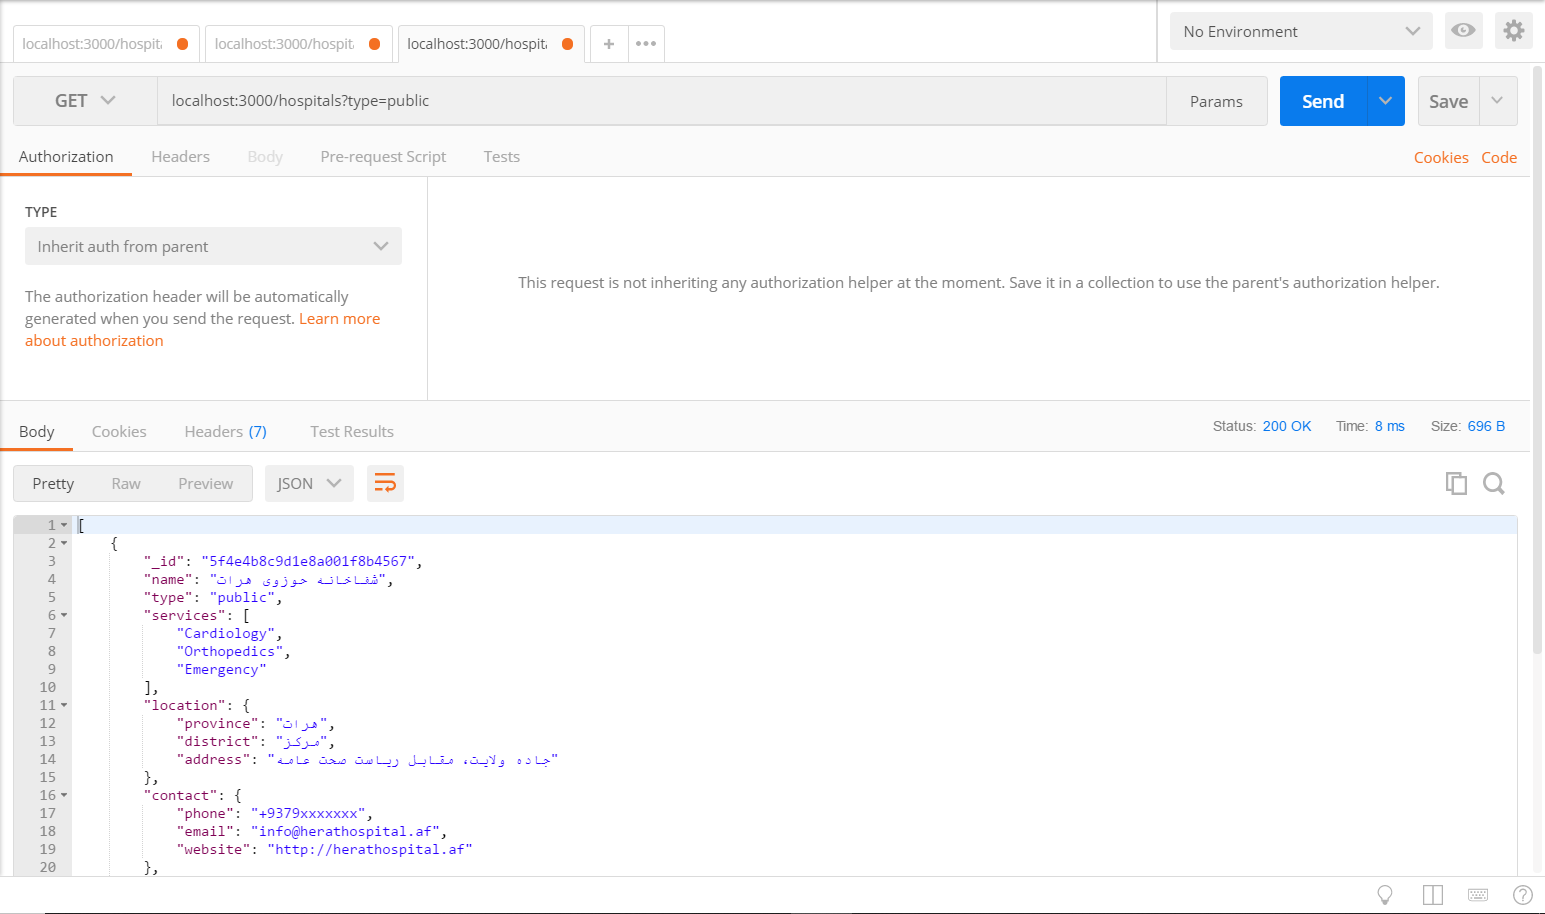 localhost:3000/hospit
localhost:3000/hospit
localhost:3000/hospit
No Environment
GET
localhost:3000/hospitals?type=public
Params
Send
Save
Authorization
Headers
Body
Pre-request Script
Tests
Cookies
Code
TYPE
Inherit auth from parent
The authorization header will be automatically
generated when you send the request. Learn more
about authorization
This request is not inheriting any authorization helper at the moment. Save it in a collection to use the parent's authorization helper.
Body
Cookies
Headers (7)
Test Results
Status: 200 OK
Time: 8 ms
Size: 696 B
Pretty
Raw
Preview
JSON
1 [
2 {
3 "_id": "5f4e4b8c9d1e8a001f8b4567",
4 "name": "شفاخانه حوزوی هرات",
5 "type": "public",
6 "services": [
7 "Cardiology",
8 "Orthopedics",
9 "Emergency"
10 ],
11 "location": {
12 "province": "هرات",
13 "district": "مرکز",
14 "address": "جاده ولایت، مقابل ریاست صحت عامه"
15 },
16 "contact": {
17 "phone": "+9379xxxxxxx",
18 "email": "info@herathospital.af",
19 "website": "http://herathospital.af"
20 },